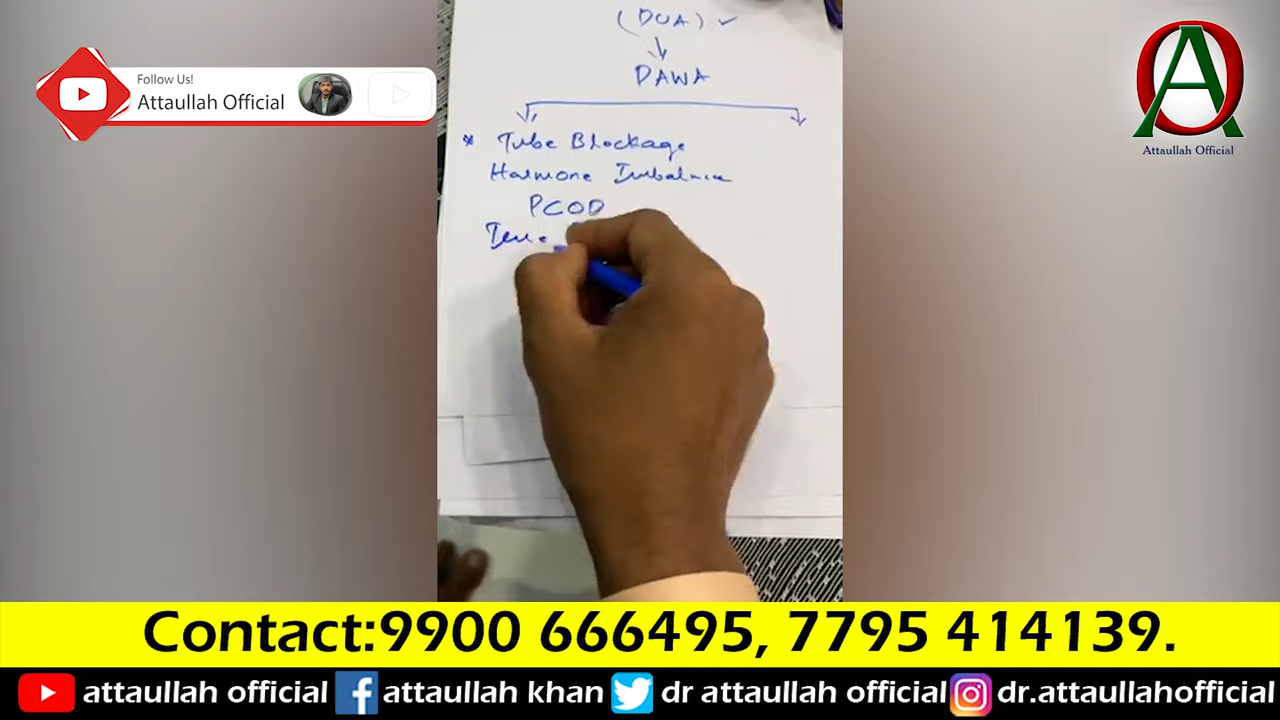 Follow Us!
Attaullah Official
(DUA) ✓
DAWA
* Tube Blockage
Harmone
PCOD
Attaullah Official
Contact:9900 666495, 7795 414139.
attaullah official
attaullah khan
dr attaullah official
dr.attaullahofficial